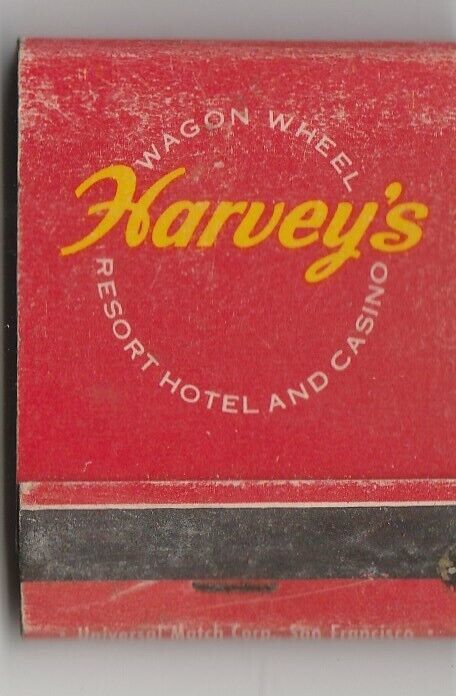 WAGON WHEEL
Harvey's
RESORT HOTEL AND CASINO
• Universal Match Corp. San Francisco •